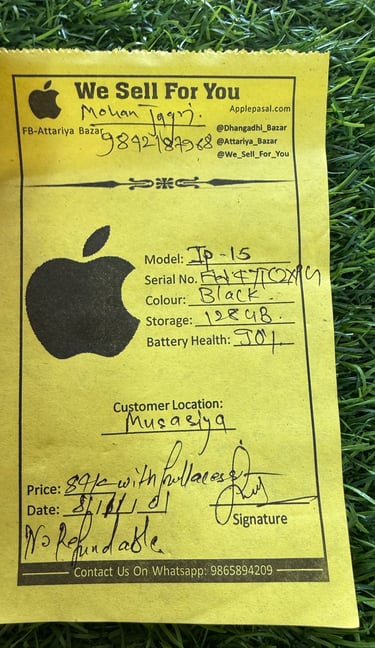 We Sell For You
Applepasal.com
Mohan Jagri.
FB-Attariya Bazar
@Dhangadhi_Bazar
@Attariya_Bazar
@We_Sell_For_You
Model: Ip-15
Serial No.
Colour: Black
Storage: 128GB
Battery Health: 90%
Customer Location:
Musasiya
Price: 89k with fullaccess
Date:
Signature
No Refundable
Contact Us On Whatsapp: 9865894209